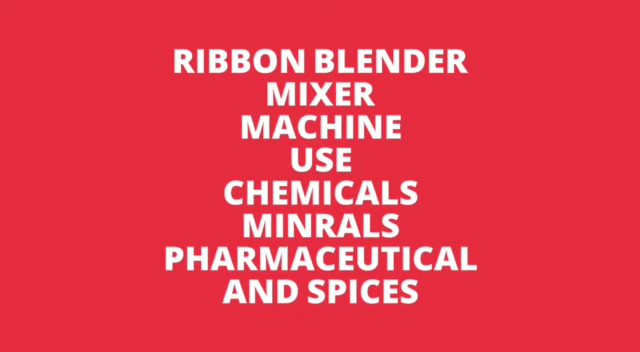 RIBBON BLENDER
MIXER
MACHINE
USE
CHEMICALS
MINRALS
PHARMACEUTICAL
AND SPICES